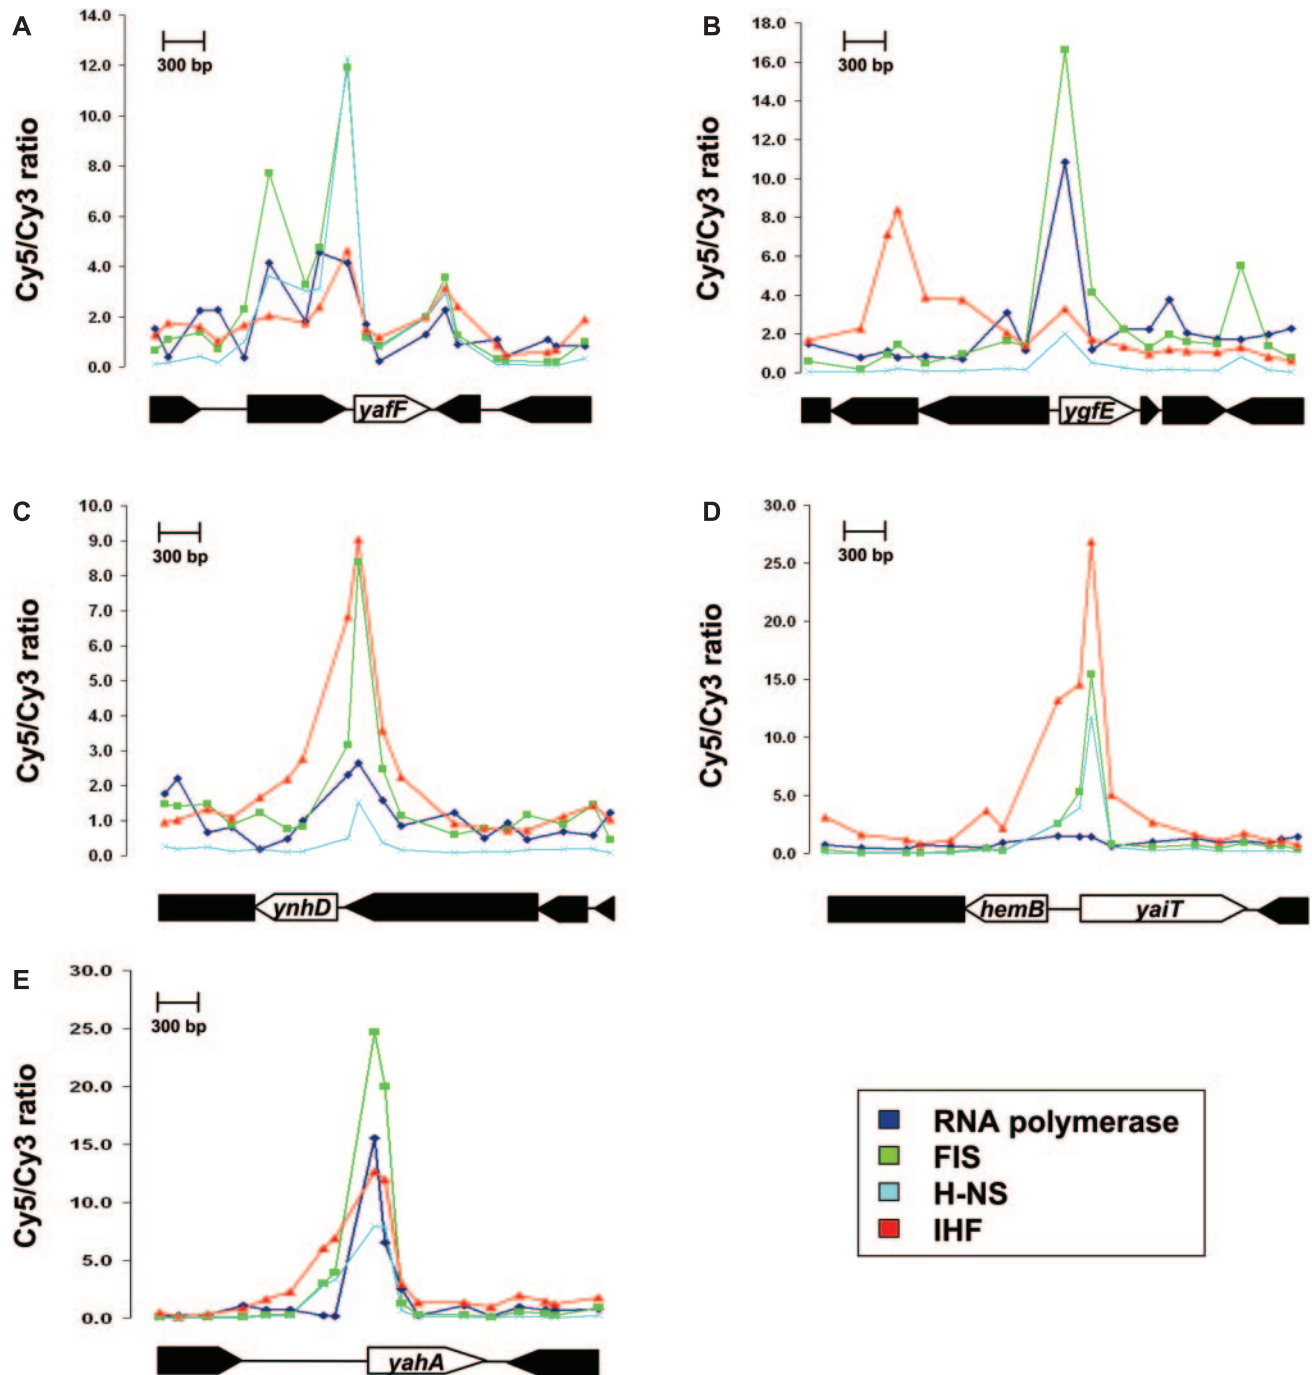 A
Cy5/Cy3 ratio
14.0
12.0
10.0
8.0
6.0
4.0
2.0
0.0
300 bp
yafF
B
Cy5/Cy3 ratio
18.0
16.0
14.0
12.0
10.0
8.0
6.0
4.0
2.0
0.0
300 bp
ygfE
C
Cy5/Cy3 ratio
10.0
9.0
8.0
7.0
6.0
5.0
4.0
3.0
2.0
1.0
0.0
300 bp
ynhD
D
Cy5/Cy3 ratio
30.0
25.0
20.0
15.0
10.0
5.0
0.0
300 bp
hemB
yaiT
E
Cy5/Cy3 ratio
30.0
25.0
20.0
15.0
10.0
5.0
0.0
300 bp
yahA
RNA polymerase
FIS
H-NS
IHF